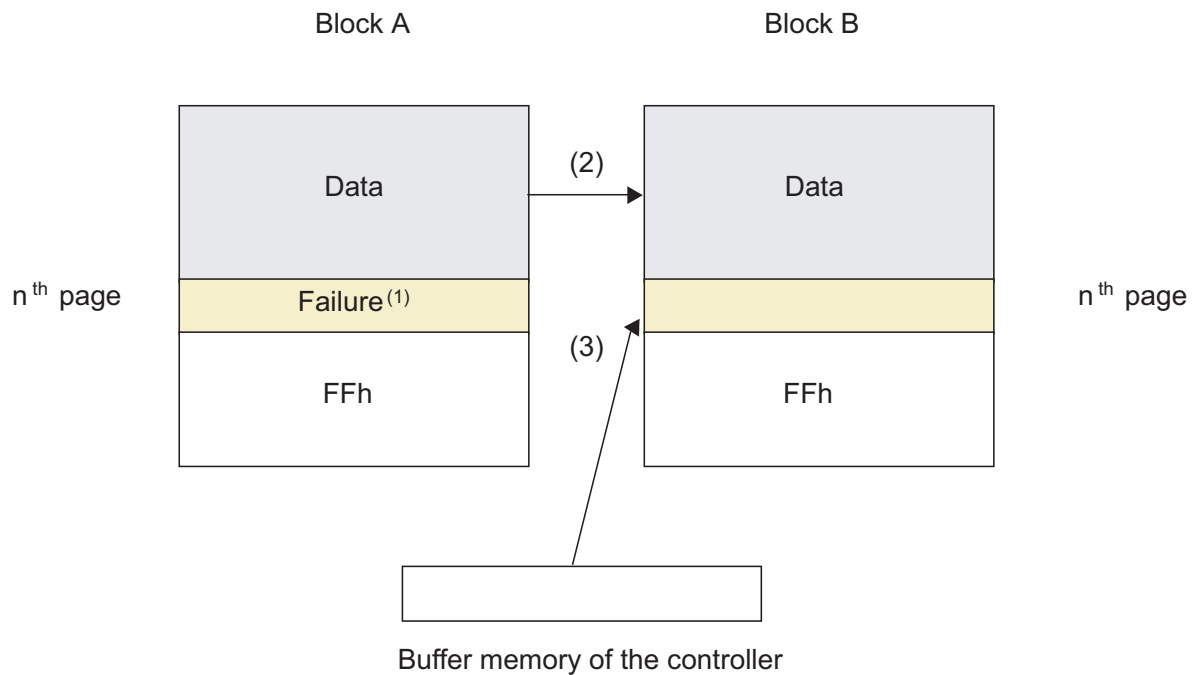 Block A
Block B
(2)
Data
Data
n th page
Failure (1)
n th page
(3)
FFh
FFh
Buffer memory of the controller